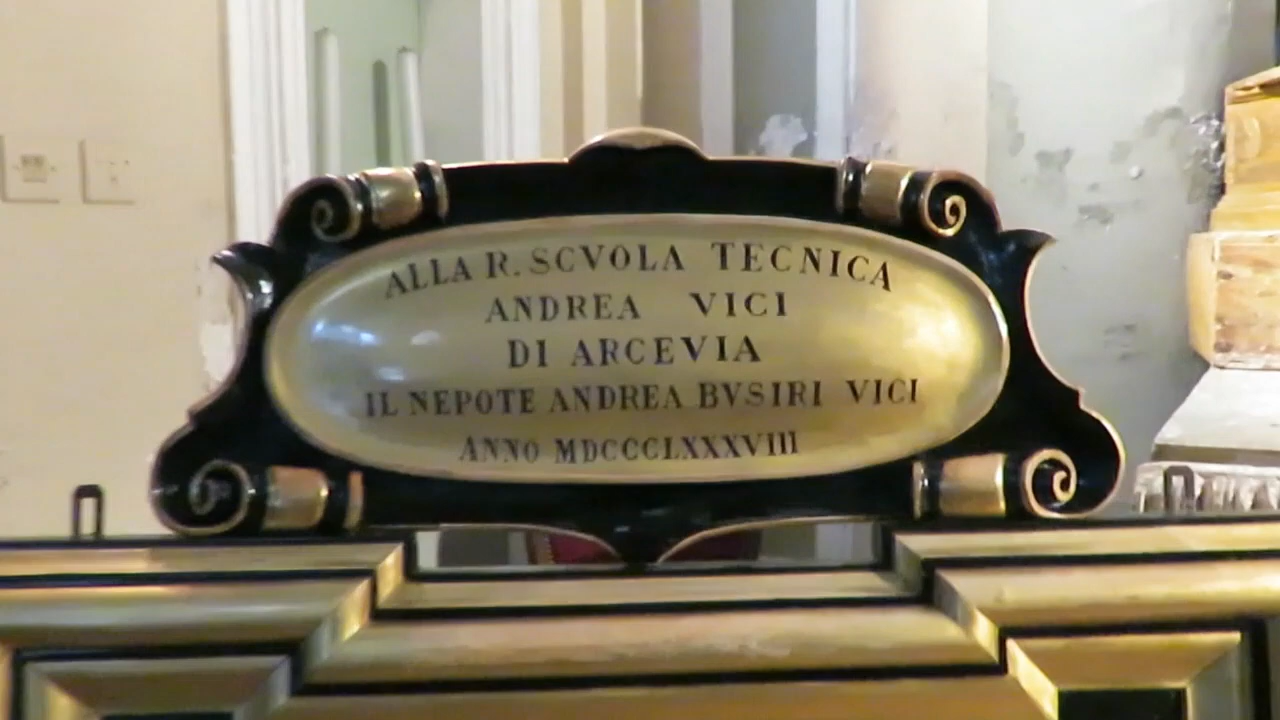 ALLA R. SCVOLA TECNICA
ANDREA VICI
DI ARCEVIA
IL NEPOTE ANDREA BVSIRI VICI
ANNO MDCCCLXXXVIII